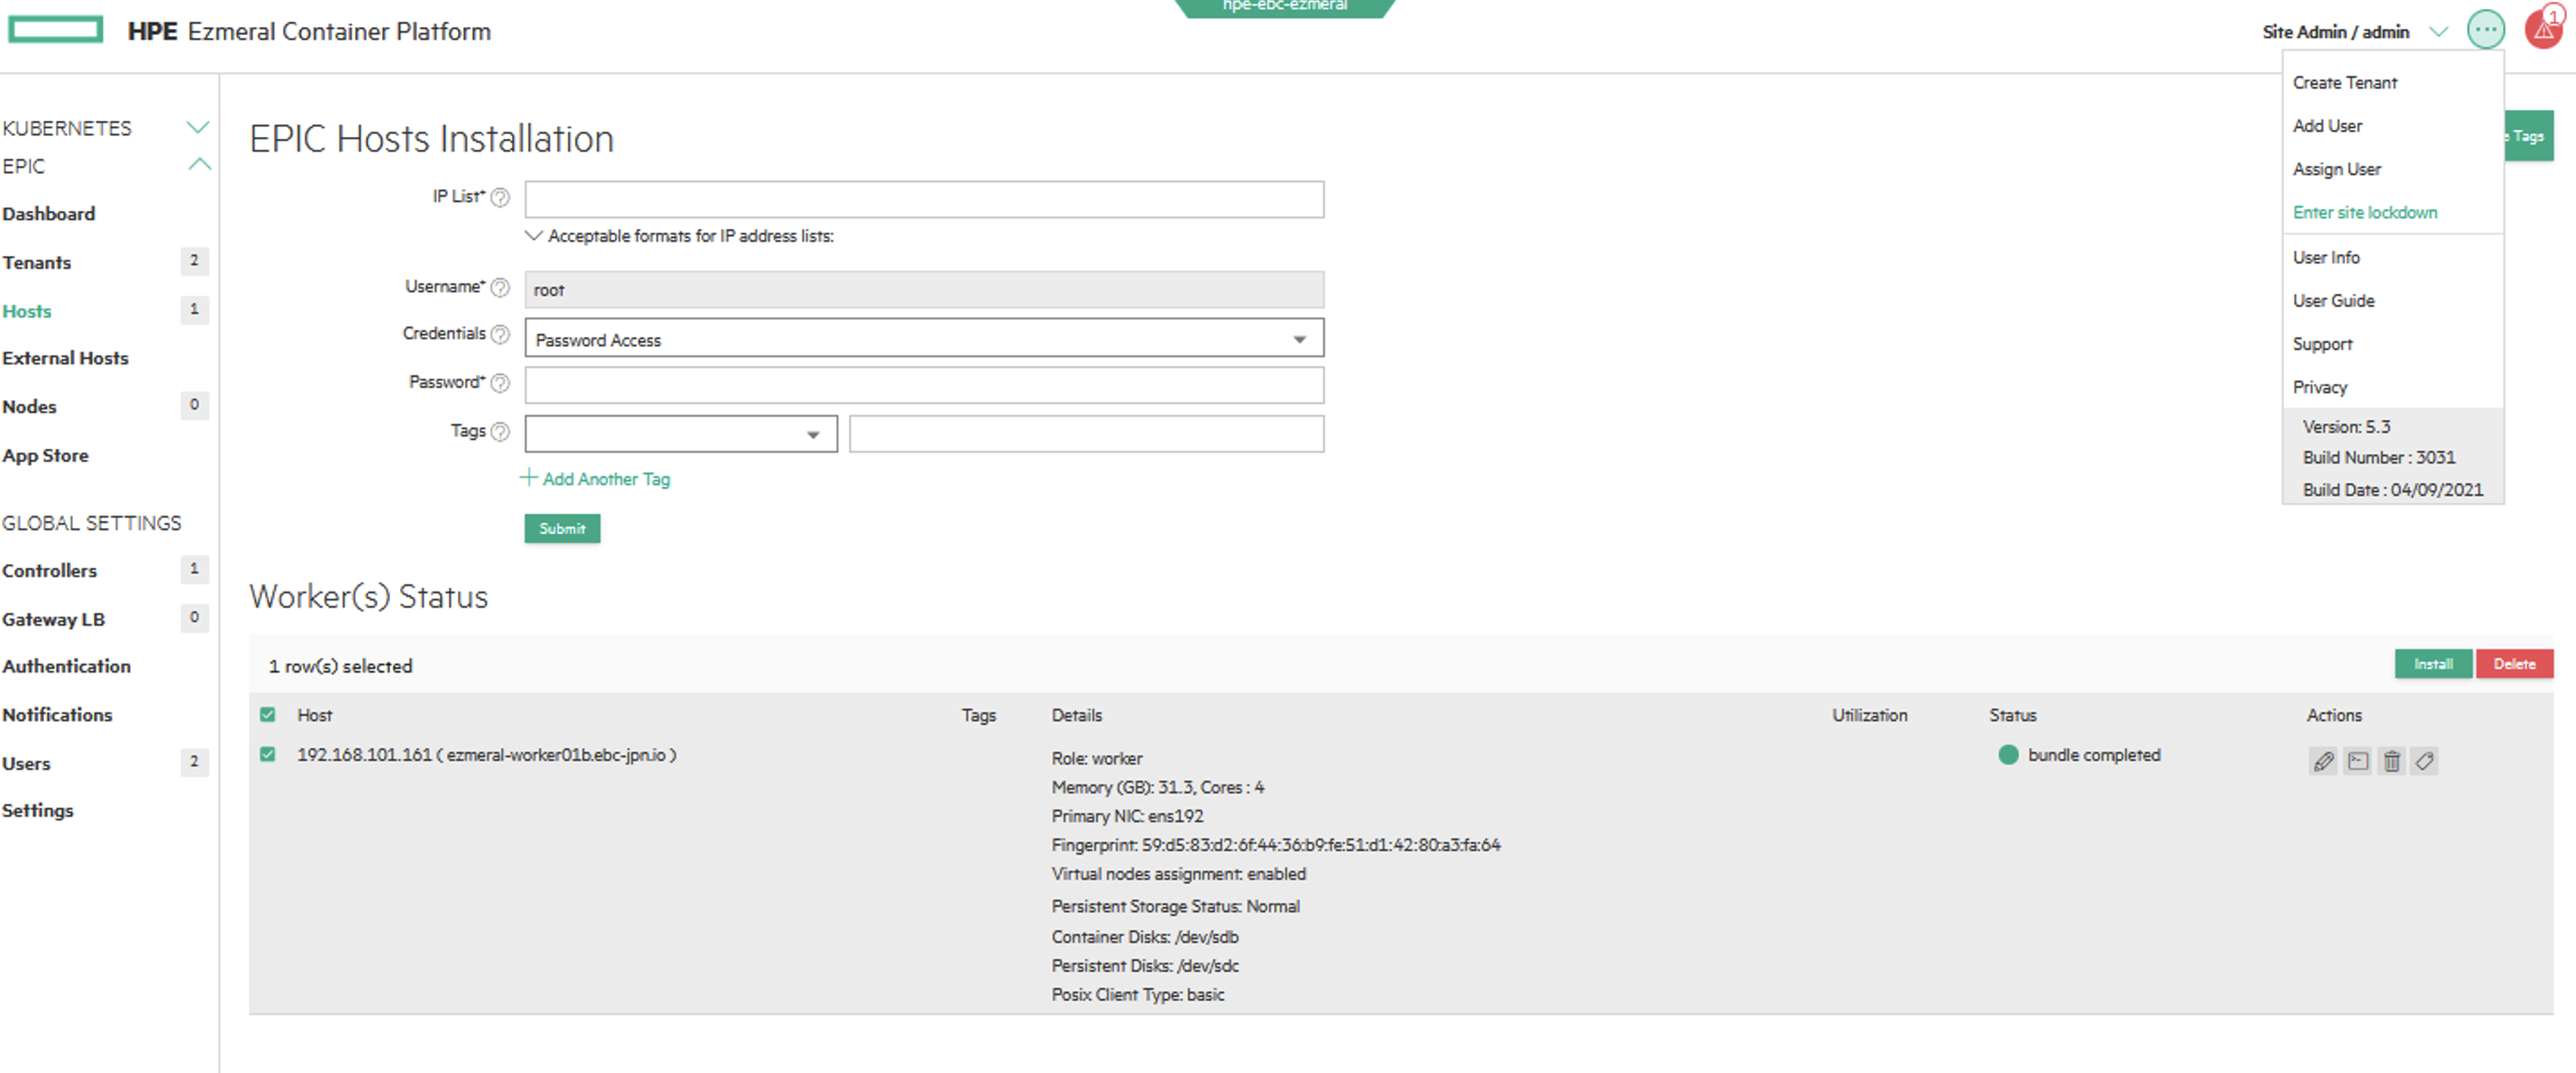 hpe-ebc-ezmeral
HPE Ezmeral Container Platform
Site Admin / admin
1
Create Tenant
Add User
Assign User
Enter site lockdown
User Info
User Guide
Support
Privacy
Version: 5.3
Build Number : 3031
Build Date : 04/09/2021
KUBERNETES
EPIC
Dashboard
Tenants 2
Hosts 1
External Hosts
Nodes 0
App Store
GLOBAL SETTINGS
Controllers 1
Gateway LB 0
Authentication
Notifications
Users 2
Settings
EPIC Hosts Installation
Tags
IP List*
Acceptable formats for IP address lists:
Username* root
Credentials Password Access
Password*
Tags
Add Another Tag
Submit
Worker(s) Status
1 row(s) selected
Install Delete
Host Tags Details Utilization Status Actions
192.168.101.161 ( ezmeral-worker01b.ebc-jpn.io )
Role: worker
Memory (GB): 31.3, Cores : 4
Primary NIC: ens192
Fingerprint: 59:d5:83:d2:6f:44:36:b9:fe:51:d1:42:80:a3:fa:64
Virtual nodes assignment: enabled
Persistent Storage Status: Normal
Container Disks: /dev/sdb
Persistent Disks: /dev/sdc
Posix Client Type: basic
bundle completed